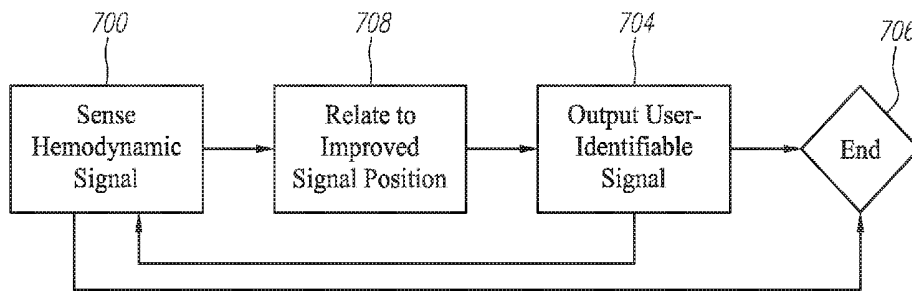 700
708
704
706
Sense
Hemodynamic
Signal
Relate to
Improved
Signal Position
Output User-
Identifiable
Signal
End